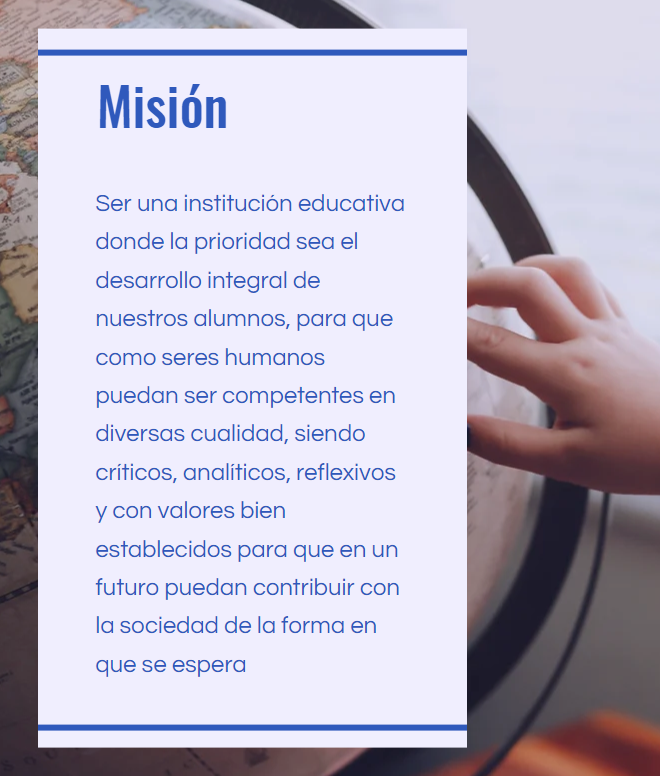 Misión
Ser una institución educativa
donde la prioridad sea el
desarrollo integral de
nuestros alumnos, para que
como seres humanos
puedan ser competentes en
diversas cualidad, siendo
críticos, analíticos, reflexivos
y con valores bien
establecidos para que en un
futuro puedan contribuir con
la sociedad de la forma en
que se espera